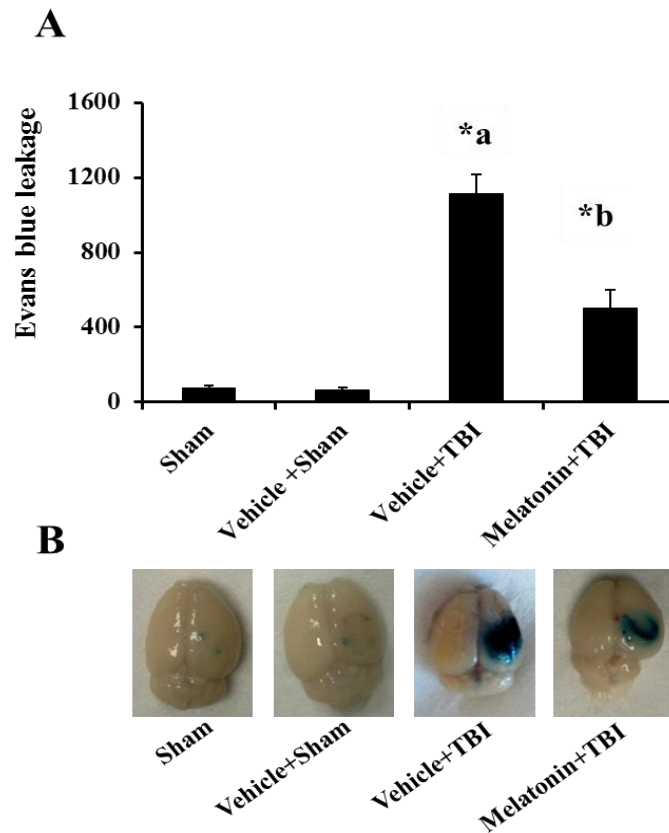 A
Evans blue leakage
1600
1200
800
400
0
*a
*b
Sham
Vehicle +Sham
Vehicle+TBI
Melatonin+TBI
B
Sham
Vehicle+Sham
Vehicle+TBI
Melatonin+TBI